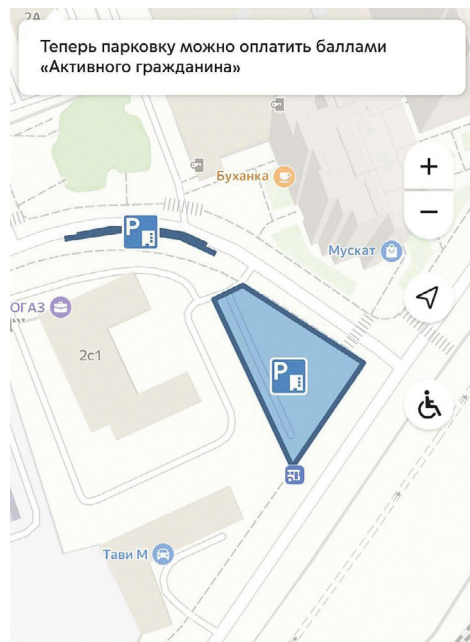 2А
Теперь парковку можно оплатить баллами
«Активного гражданина»
Буханка
P
Мускат
ОГАЗ
2с1
P
Тави М